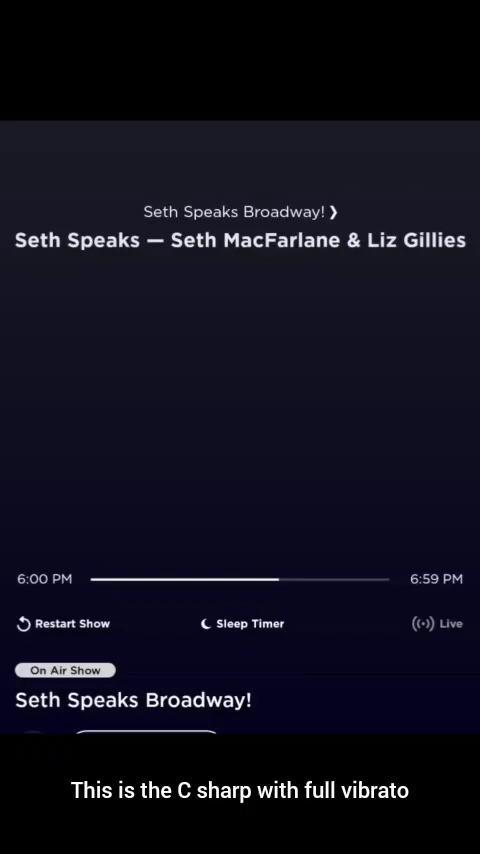 Seth Speaks Broadway! ❯
Seth Speaks — Seth MacFarlane & Liz Gillies
6:00 PM 6:59 PM
Restart Show Sleep Timer Live
On Air Show
Seth Speaks Broadway!
This is the C sharp with full vibrato